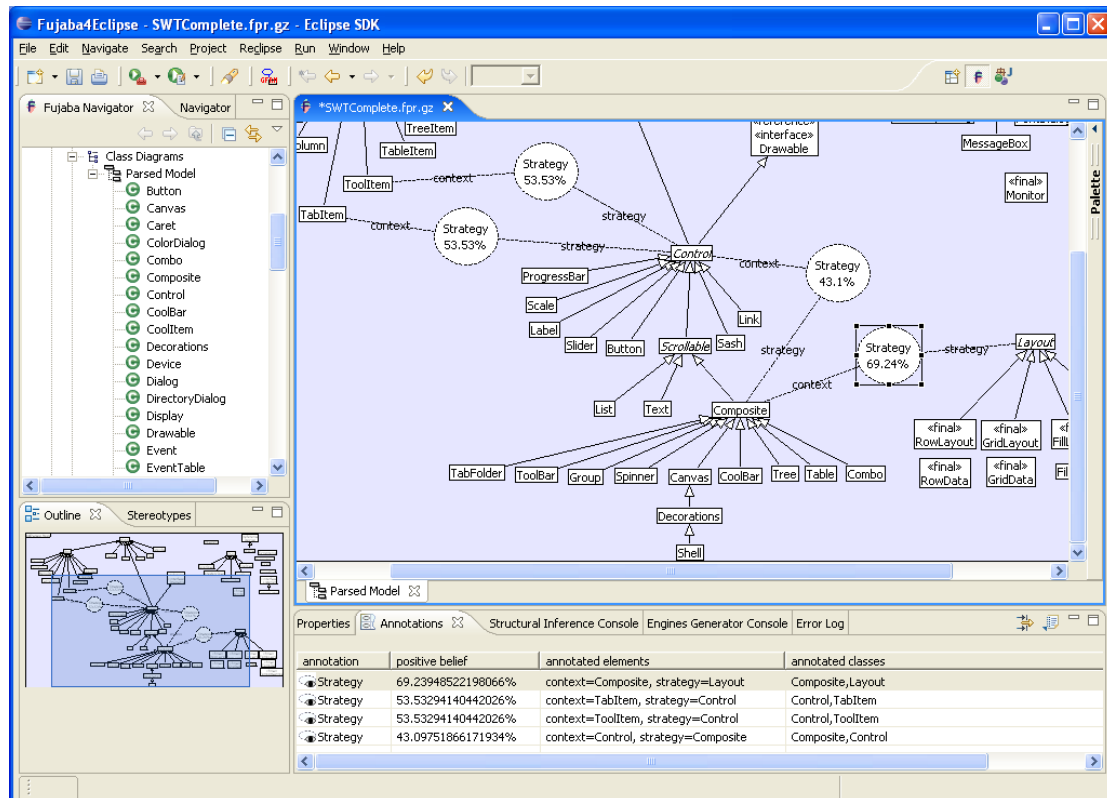 Fujaba4Eclipse - SWTComplete.fpr.gz - Eclipse SDK
File Edit Navigate Search Project Reclipse Run Window Help
Fujaba Navigator Navigator
Class Diagrams
Parsed Model
Button
Canvas
Caret
ColorDialog
Combo
Composite
Control
CoolBar
CoolItem
Decorations
Device
Dialog
DirectoryDialog
Display
Drawable
Event
EventTable
Outline Stereotypes
*SWTComplete.fpr.gz
TreeItem
«interface»
Drawable
TableItem
MessageBox
Strategy
53.53%
ToolItem
context
«final»
Monitor
Palette
TabItem
context
strategy
Strategy
53.53%
strategy
Control
context
Strategy
43.1%
ProgressBar
Scale
Label
Slider
Button
Scrollable
Sash
Link
strategy
Strategy
69.24%
strategy
Layout
context
List
Text
Composite
«final»
RowLayout
«final»
GridLayout
TabFolder
ToolBar
Group
Spinner
Canvas
CoolBar
Tree
Table
Combo
«final»
RowData
«final»
GridData
Decorations
Shell
Parsed Model
Properties Annotations Structural Inference Console Engines Generator Console Error Log
annotation positive belief annotated elements annotated classes
Strategy 69.23948522198066% context=Composite, strategy=Layout Composite,Layout
Strategy 53.53294140442026% context=TabItem, strategy=Control Control,TabItem
Strategy 53.53294140442026% context=ToolItem, strategy=Control Control,ToolItem
Strategy 43.09751866171934% context=Control, strategy=Composite Composite,Control